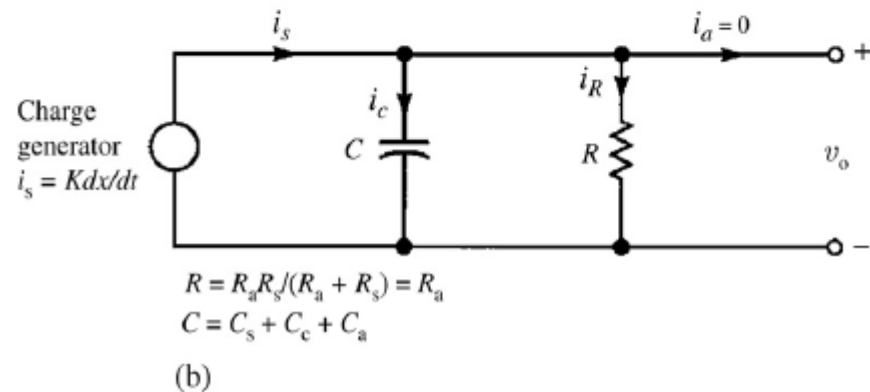 i_s
i_a = 0
+
Charge
generator
i_s = Kdx/dt
i_c
C
i_R
R
v_o
−
R = R_aR_s/(R_a + R_s) = R_a
C = C_s + C_c + C_a
(b)